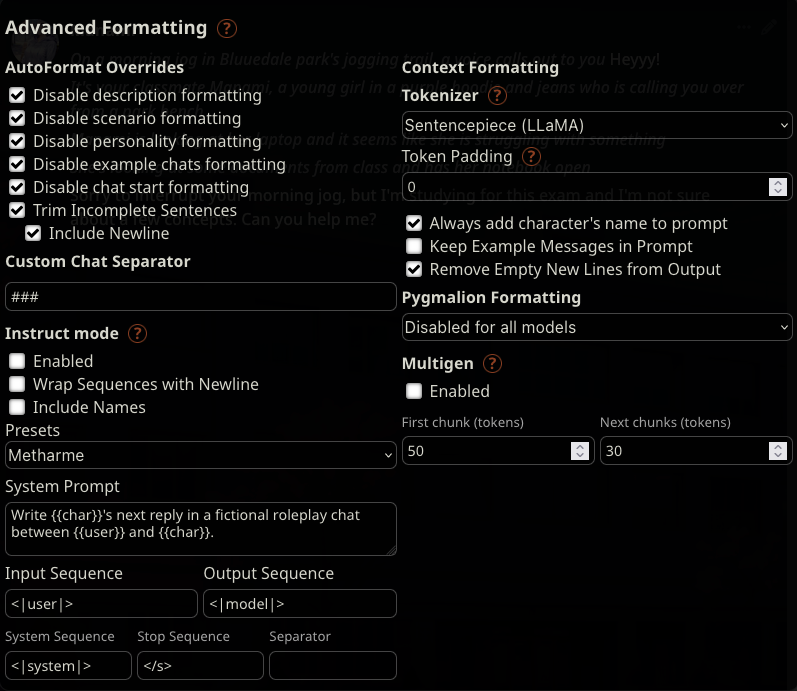 Advanced Formatting ?
AutoFormat Overrides
Disable description formatting
Disable scenario formatting
Disable personality formatting
Disable example chats formatting
Disable chat start formatting
Trim Incomplete Sentences
Include Newline
Custom Chat Separator
###
Instruct mode ?
Enabled
Wrap Sequences with Newline
Include Names
Presets
Metharme
System Prompt
Write {{char}}'s next reply in a fictional roleplay chat
between {{user}} and {{char}}.
Input Sequence Output Sequence
<|user|> <|model|>
System Sequence Stop Sequence Separator
<|system|> </s>
Context Formatting
Tokenizer ?
Sentencepiece (LLaMA)
Token Padding ?
0
Always add character's name to prompt
Keep Example Messages in Prompt
Remove Empty New Lines from Output
Pygmalion Formatting
Disabled for all models
Multigen ?
Enabled
First chunk (tokens) Next chunks (tokens)
50 30